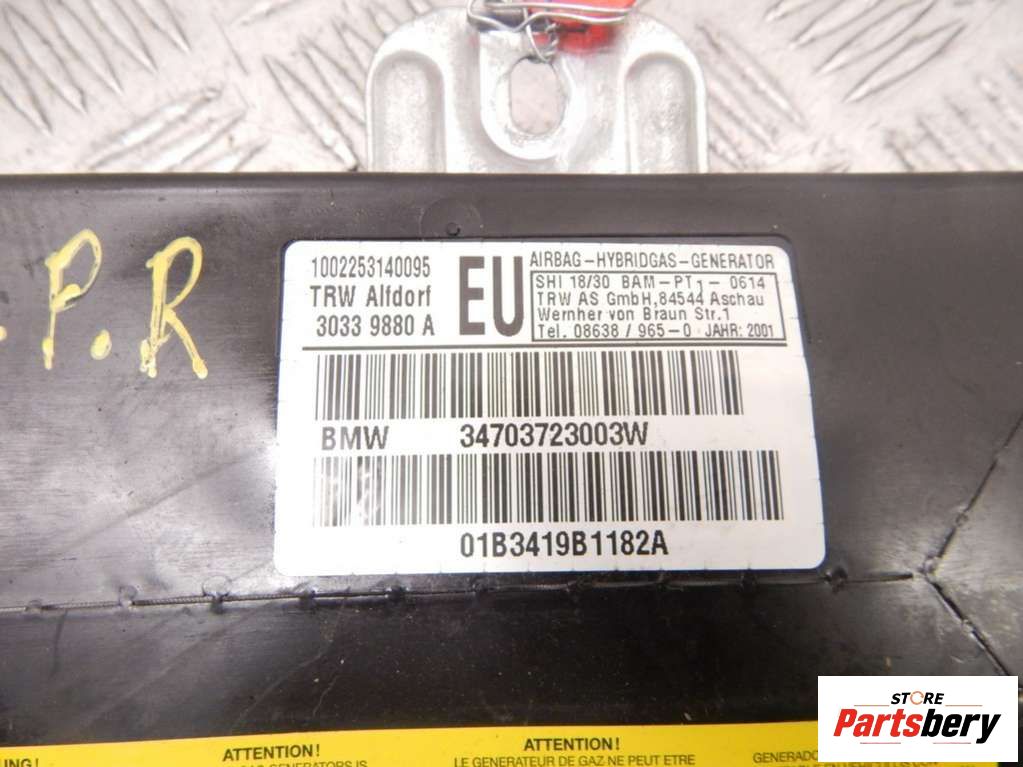 .P.R
1002253140095
TRW Alfdorf
3033 9880 A
EU
AIRBAG-HYBRIDGAS-GENERATOR
SHI 18/30 BAM-PT1-0614
TRW AS GmbH,84544 Aschau
Wernher von Braun Str.1
Tel. 08638 / 965-0 JAHR: 2001
BMW 34703723003W
01B3419B1182A
ATTENTION!
GENERATORS IS
ATTENTION!
LE GENERATEUR DE GAZ NE PEUT ETRE
STORE
Partsbery